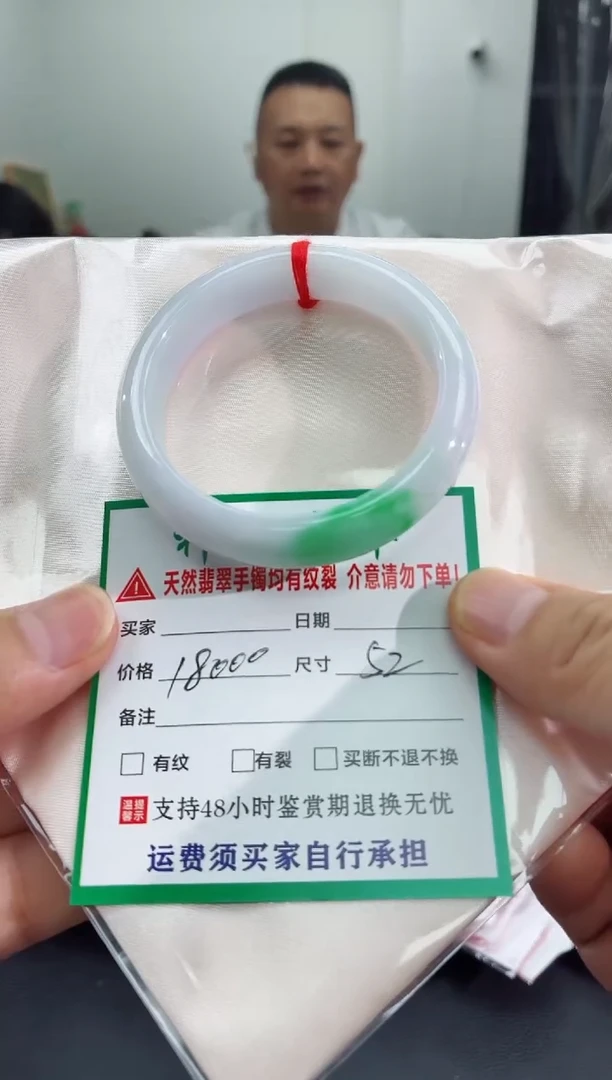 天然翡翠手镯均有纹裂 介意请勿下单!
买家 日期
价格 18000 尺寸 52
备注
有纹 有裂 买断不退不换
温馨提示 支持48小时鉴赏期退换无忧
运费须买家自行承担